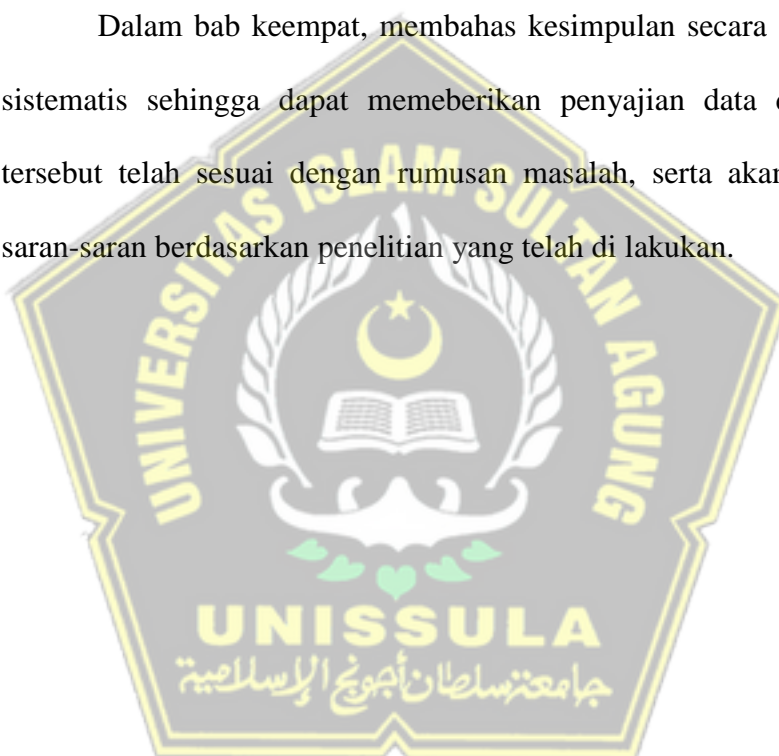 Dalam bab keempat, membahas kesimpulan secara
sistematis sehingga dapat memeberikan penyajian data
tersebut telah sesuai dengan rumusan masalah, serta akan
saran-saran berdasarkan penelitian yang telah di lakukan.
UNIVERSITAS ISLAM SULTAN AGUNG
UNISSULA
جامعة سلطان أجونج الإسلامية